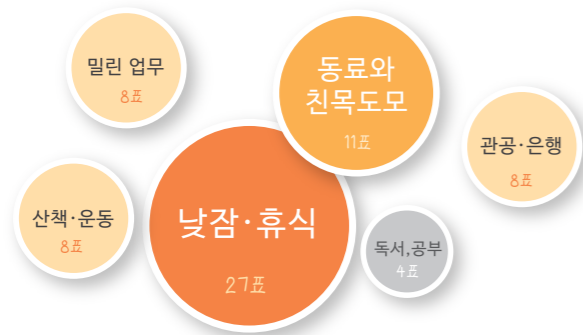 밀린 업무
8표
동료와
친목도모
11표
관공·은행
8표
산책·운동
8표
낮잠·휴식
27표
독서,공부
4표